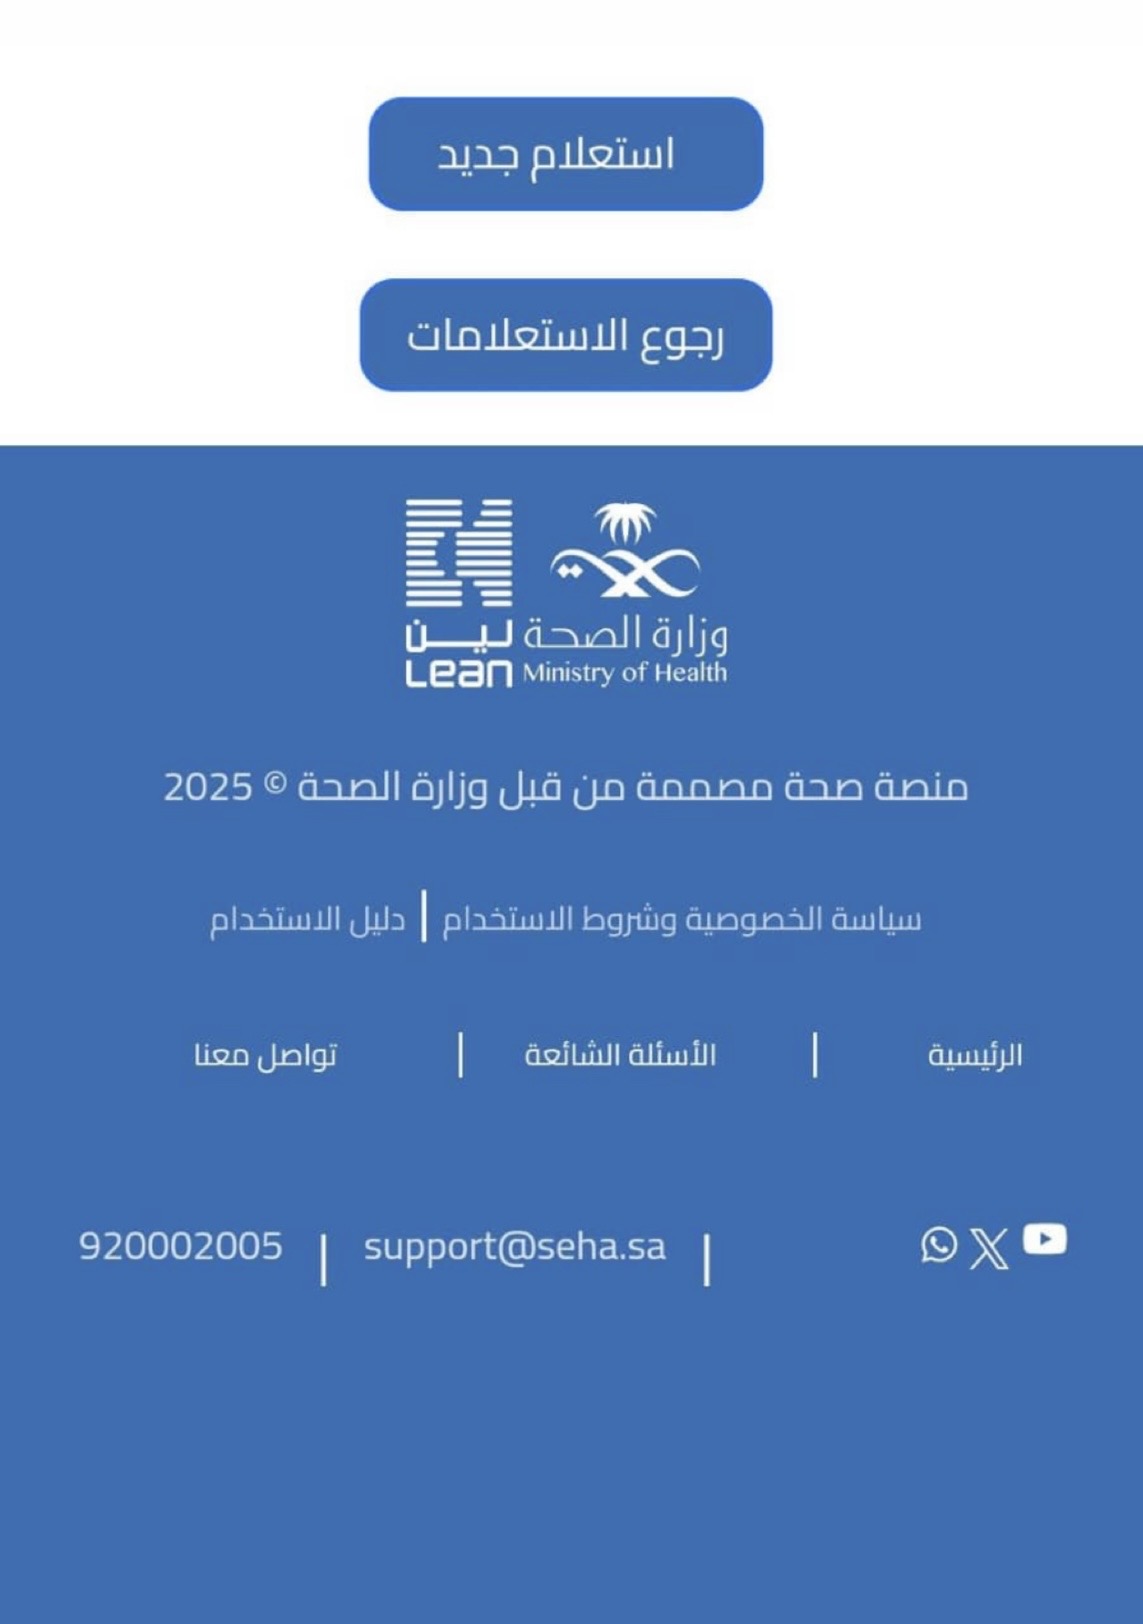 استعلام جديد
رجوع الاستعلامات
وزارة الصحة
Ministry of Health
لين
Lean
منصة صحة مصممة من قبل وزارة الصحة © 2025
سياسة الخصوصية وشروط الاستخدام | دليل الاستخدام
الرئيسية | الأسئلة الشائعة | تواصل معنا
920002005 | support@seha.sa |